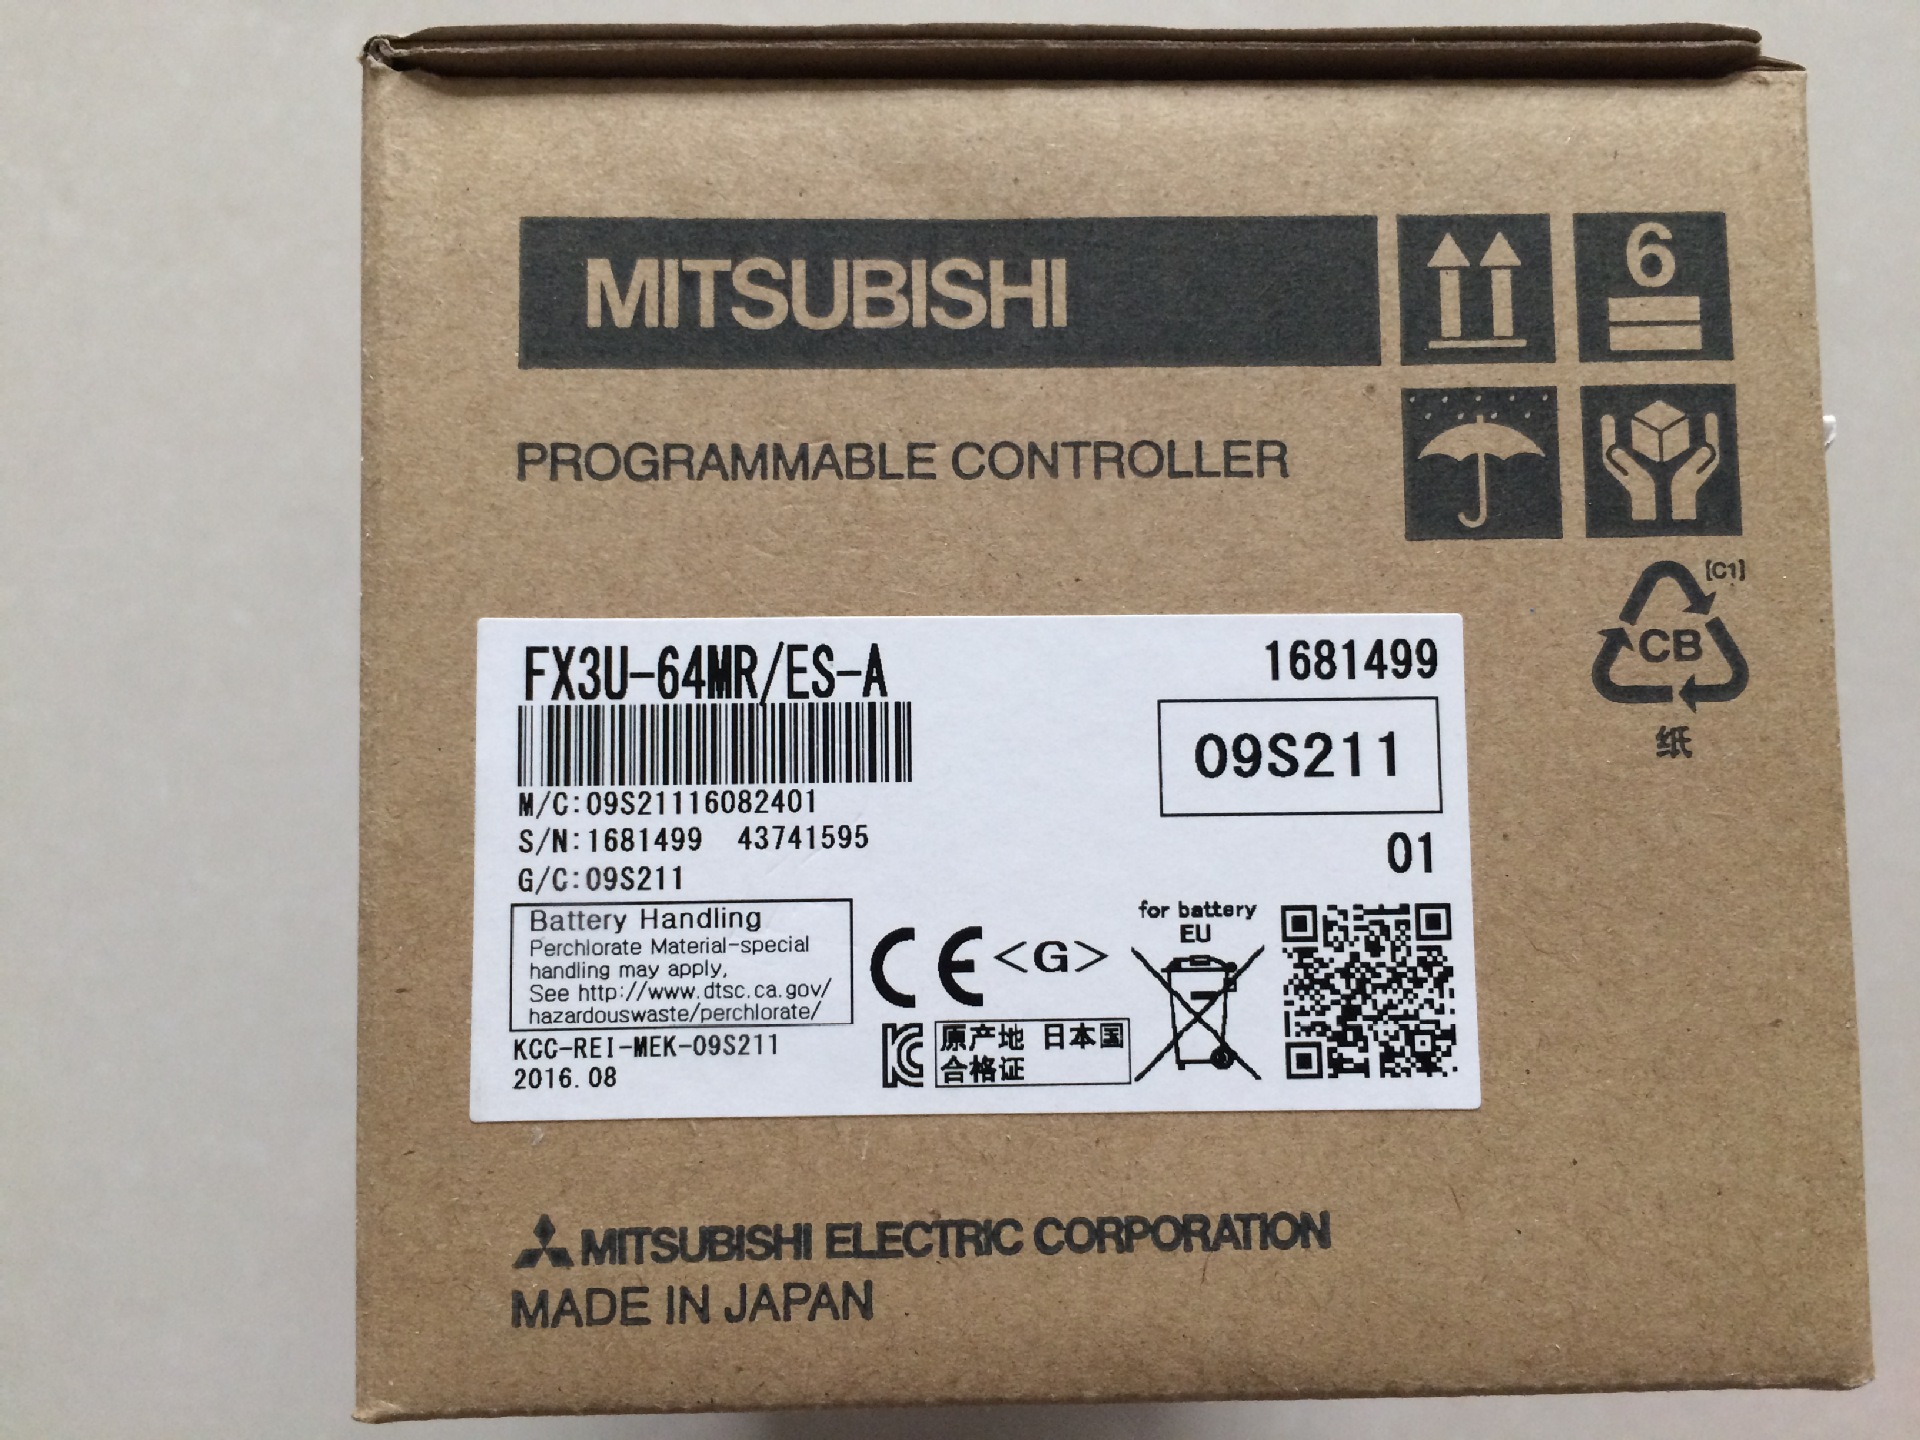 MITSUBISHI
6
PROGRAMMABLE CONTROLLER
[C1]
CB
纸
FX3U-64MR/ES-A
1681499
09S211
M/C:09S21116082401
S/N:1681499 43741595
01
G/C:09S211
Battery Handling
Perchlorate Material-special
handling may apply,
See http://www.dtsc.ca.gov/
hazardouswaste/perchlorate/
CE <G>
for battery
EU
KCC-REI-MEK-09S211
2016.08
原产地 日本国
合格证
MITSUBISHI ELECTRIC CORPORATION
MADE IN JAPAN